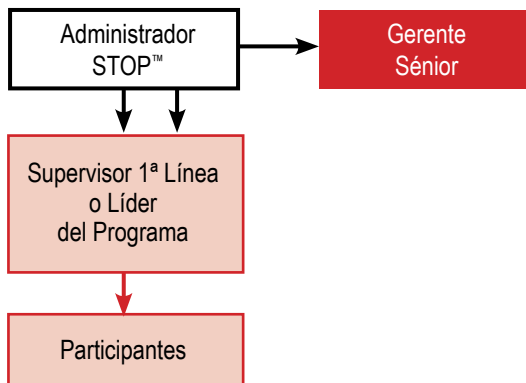 Administrador
STOP™
Gerente
Sénior
Supervisor 1ª Línea
o Líder
del Programa
Participantes